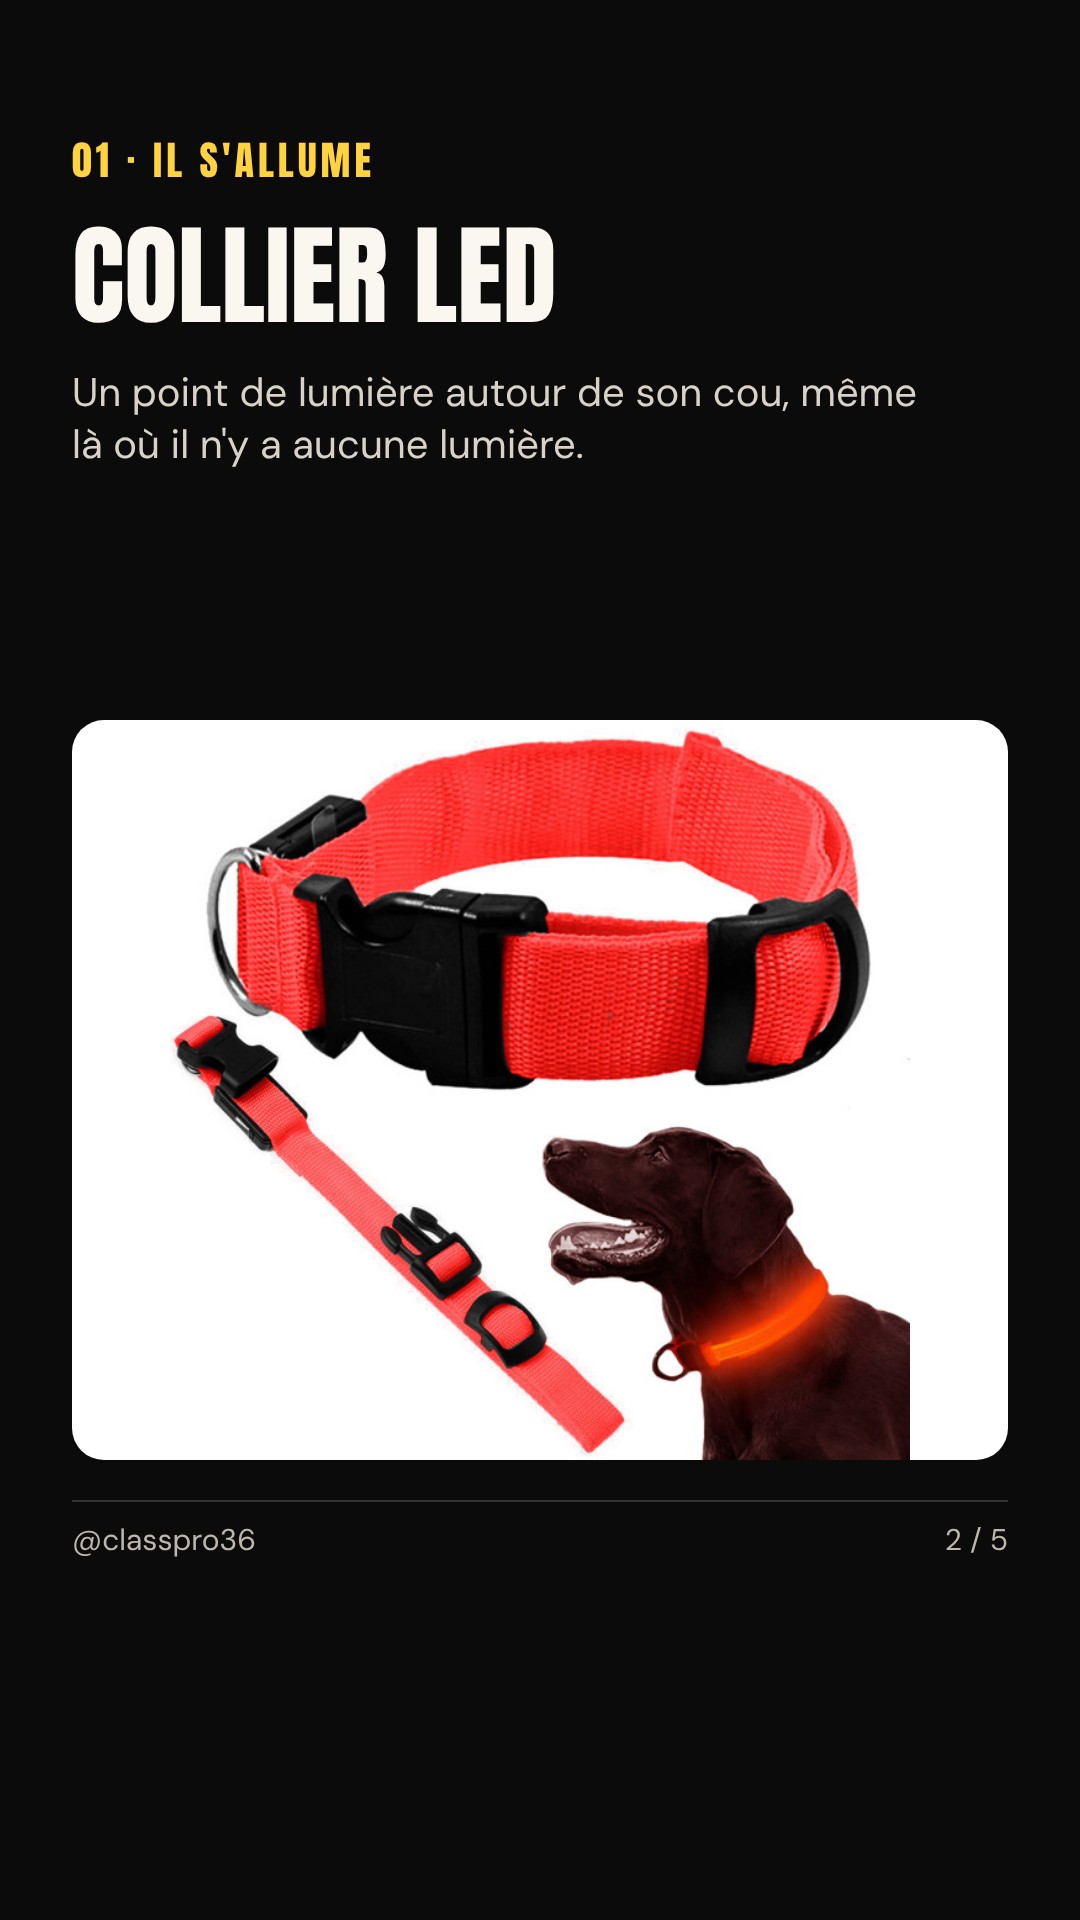 01 · IL S'ALLUME
COLLIER LED
Un point de lumière autour de son cou, même
là où il n'y a aucune lumière.
@classpro36
2 / 5